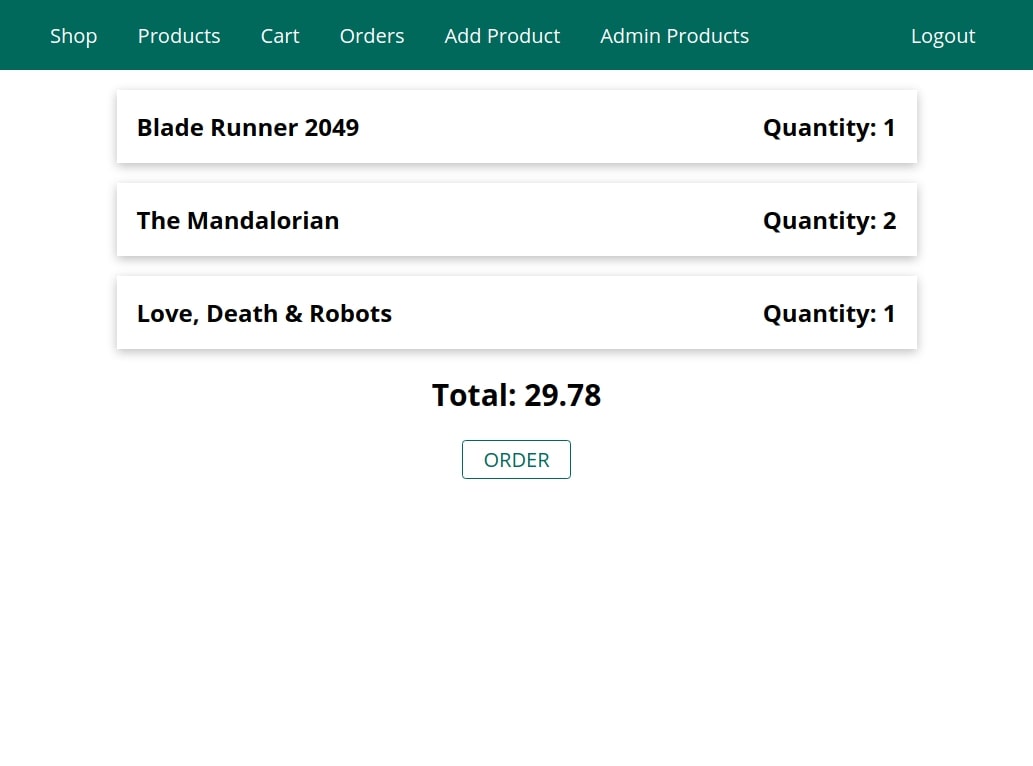 Shop Products Cart Orders Add Product Admin Products Logout
Blade Runner 2049 Quantity: 1
The Mandalorian Quantity: 2
Love, Death & Robots Quantity: 1
Total: 29.78
ORDER